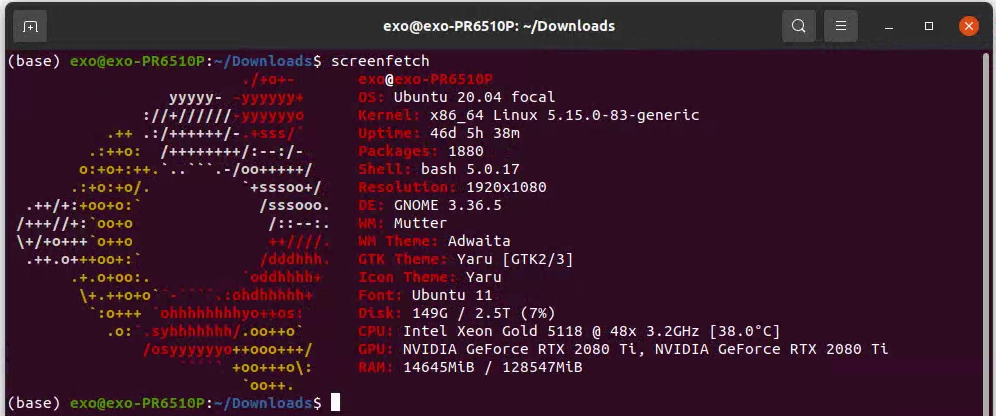 exo@exo-PR6510P: ~/Downloads
(base) exo@exo-PR6510P:~/Downloads$ screenfetch
./+o+- exo@exo-PR6510P
yyyyy- -yyyyyy+ OS: Ubuntu 20.04 focal
://+//////-yyyyyyo Kernel: x86_64 Linux 5.15.0-83-generic
.++ .:/++++++/-.+sss/` Uptime: 46d 5h 38m
.:++o: /++++++++/:--:/- Packages: 1880
o:+o+:++.`..```.-/oo+++++/ Shell: bash 5.0.17
.:+o:+o/. `+sssoo+/ Resolution: 1920x1080
.++/+:+oo+o:` /sssooo. DE: GNOME 3.36.5
/+++//+:`oo+o /::--:. WM: Mutter
\+/+o+++`o++o ++////. WM Theme: Adwaita
.++.o+++oo+:` /dddhhh. GTK Theme: Yaru [GTK2/3]
.+.o+oo:. `oddhhhh+ Icon Theme: Yaru
\+.++o+o``-````.:ohdhhhhh+ Font: Ubuntu 11
`:o+++ `ohhhhhhhhyo++os: Disk: 149G / 2.5T (7%)
.o:`.syhhhhhhh/.oo++o` CPU: Intel Xeon Gold 5118 @ 48x 3.2GHz [38.0°C]
/osyyyyyyo++ooo+++/ GPU: NVIDIA GeForce RTX 2080 Ti, NVIDIA GeForce RTX 2080 Ti
````` +oo+++o\: RAM: 14645MiB / 128547MiB
`oo++.
(base) exo@exo-PR6510P:~/Downloads$